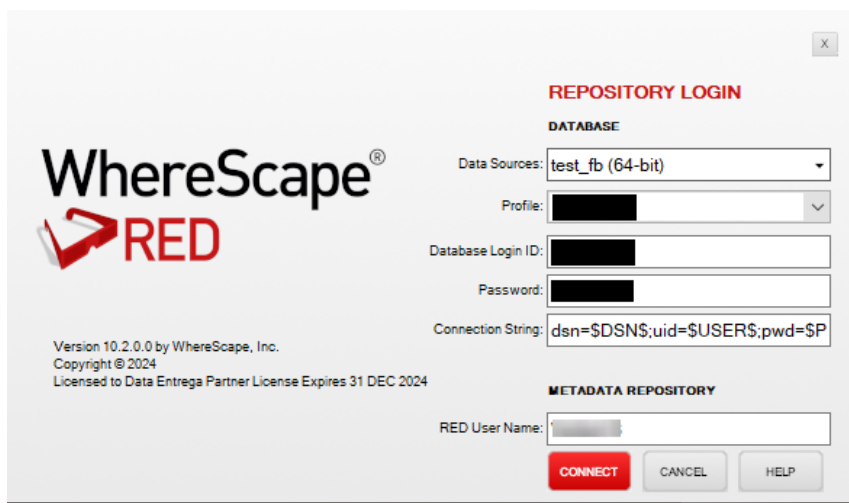 X
REPOSITORY LOGIN
DATABASE
WhereScape®
RED
Data Sources: test_fb (64-bit)
Profile:
Database Login ID:
Password:
Connection String: dsn=$DSN$;uid=$USER$;pwd=$P
Version 10.2.0.0 by WhereScape, Inc.
Copyright © 2024
Licensed to Data Entrega Partner License Expires 31 DEC 2024
METADATA REPOSITORY
RED User Name:
CONNECT CANCEL HELP